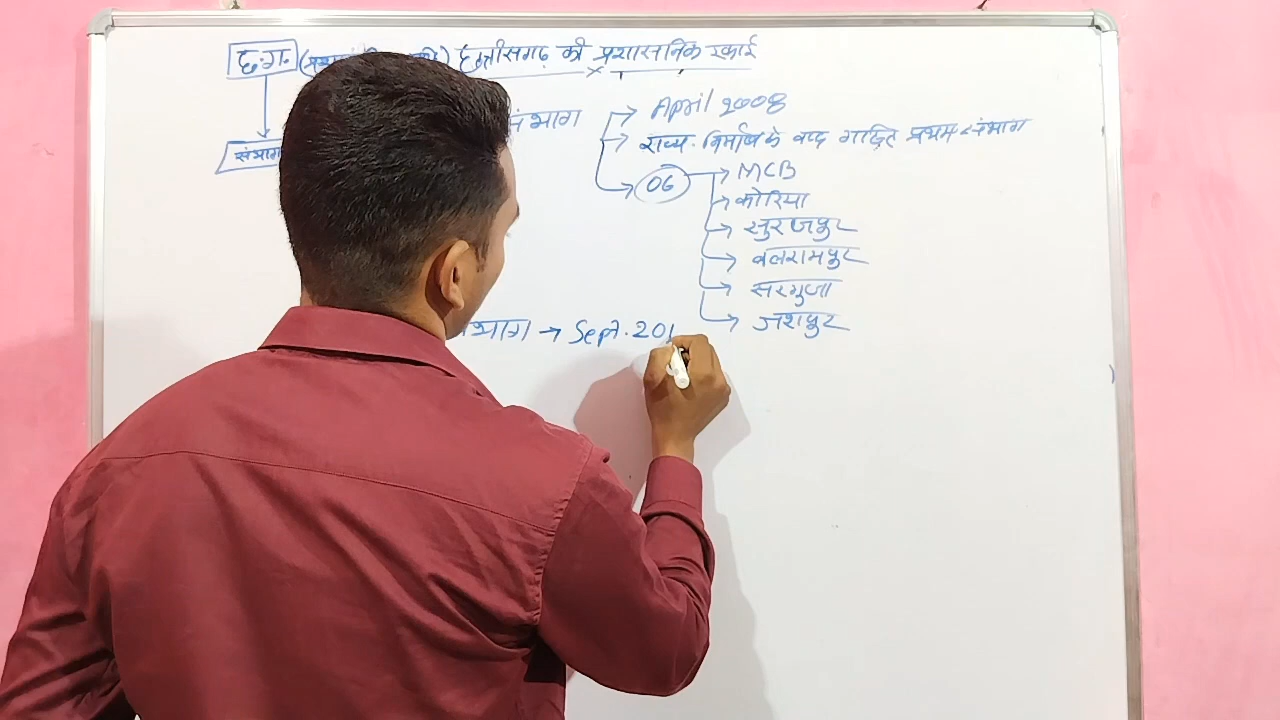 छ.ग. छत्तीसगढ़ की प्रशासनिक इकाई
संभाग → April 2008
→ राज्य निर्माण के बाद गठित प्रथम संभाग
संभाग
→ 06 → MCB
→ कोरिया
→ सुरजपुर
→ बलरामपुर
→ सरगुजा
→ जशपुर
संभाग → Sept. 201